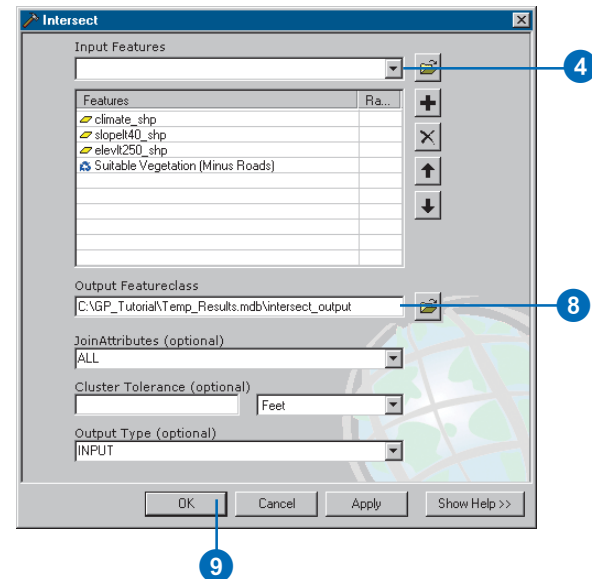 Intersect
Input Features
4
Features Ra...
climate_shp
slopelt40_shp
elevlt250_shp
Suitable Vegetation (Minus Roads)
Output Featureclass
C:\GP_Tutorial\Temp_Results.mdb\intersect_output
8
JoinAttributes (optional)
ALL
Cluster Tolerance (optional)
Feet
Output Type (optional)
INPUT
OK Cancel Apply Show Help >>
9